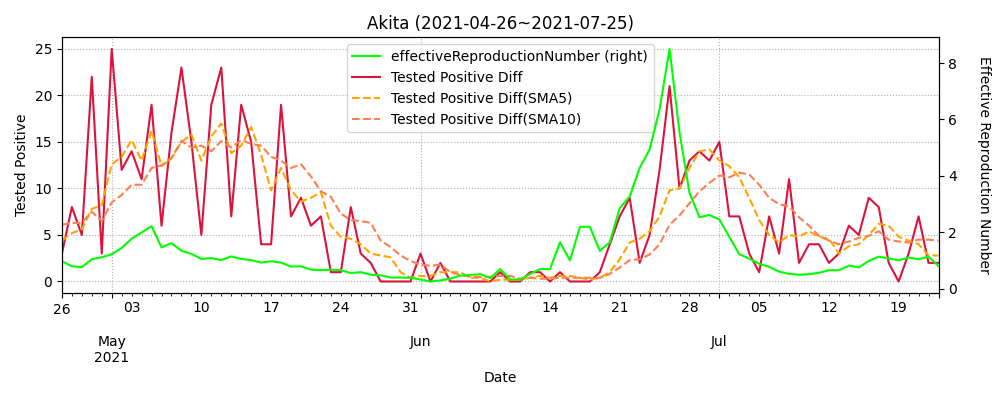 Akita (2021-04-26~2021-07-25)
effectiveReproductionNumber (right)
Tested Positive Diff
Tested Positive Diff(SMA5)
Tested Positive Diff(SMA10)
Tested Positive
25
20
15
10
5
0
8
6
4
2
0
Effective Reproduction Number
26 03 10 17 24 31 07 14 21 28 05 12 19
May Jun Jul
2021
Date